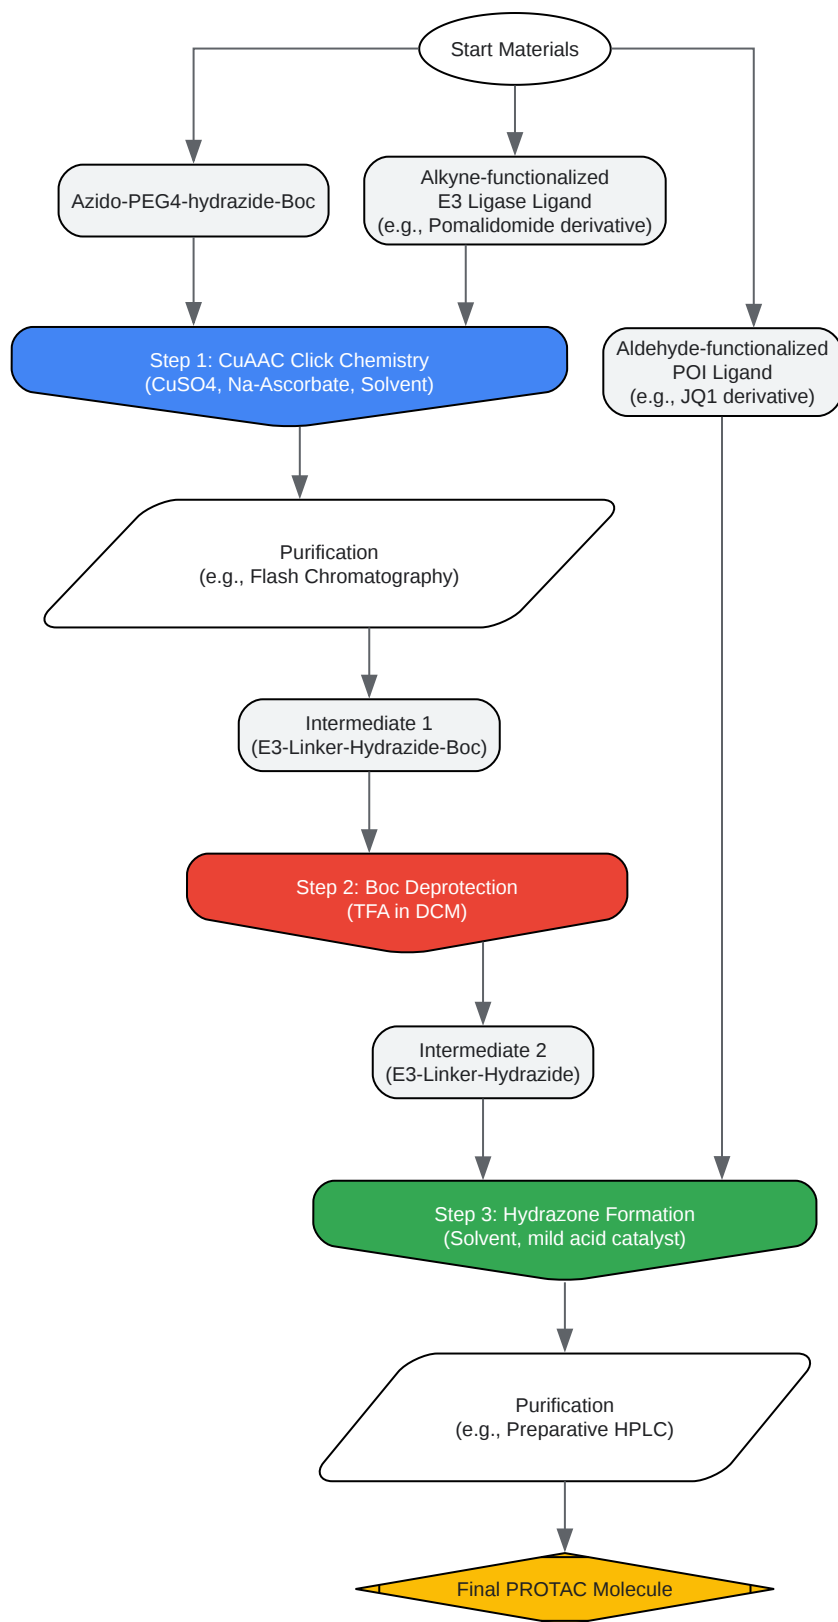 Start Materials
Azido-PEG4-hydrazide-Boc
Alkyne-functionalized
E3 Ligase Ligand
(e.g., Pomalidomide derivative)
Step 1: CuAAC Click Chemistry
(CuSO4, Na-Ascorbate, Solvent)
Aldehyde-functionalized
POI Ligand
(e.g., JQ1 derivative)
Purification
(e.g., Flash Chromatography)
Intermediate 1
(E3-Linker-Hydrazide-Boc)
Step 2: Boc Deprotection
(TFA in DCM)
Intermediate 2
(E3-Linker-Hydrazide)
Step 3: Hydrazone Formation
(Solvent, mild acid catalyst)
Purification
(e.g., Preparative HPLC)
Final PROTAC Molecule